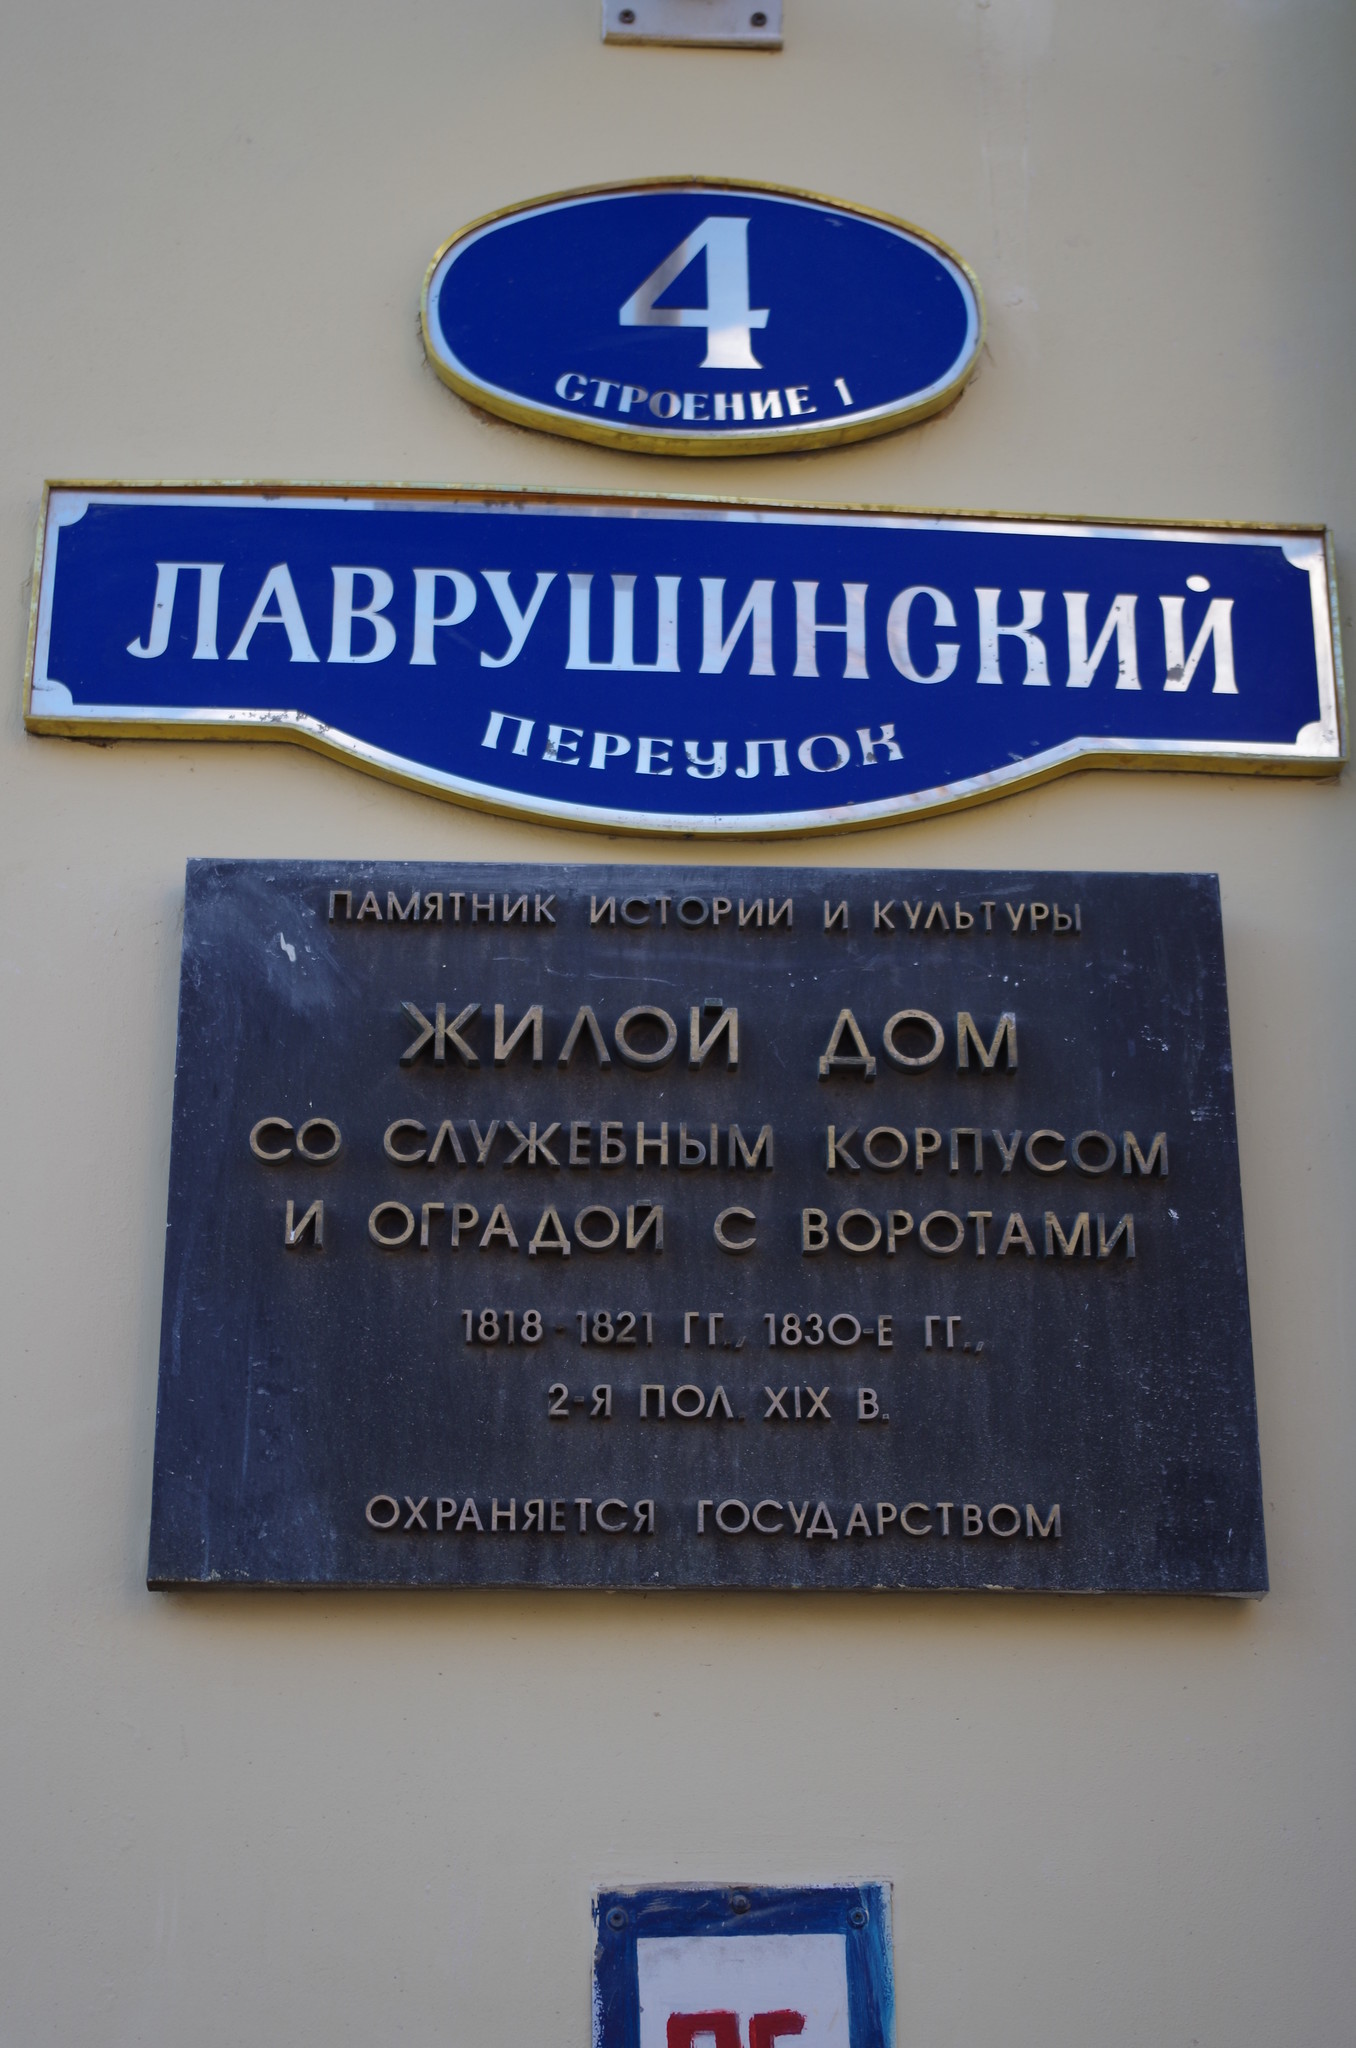 4
СТРОЕНИЕ 1
ЛАВРУШИНСКИЙ
ПЕРЕУЛОК
ПАМЯТНИК ИСТОРИИ И КУЛЬТУРЫ
ЖИЛОЙ ДОМ
СО СЛУЖЕБНЫМ КОРПУСОМ
И ОГРАДОЙ С ВОРОТАМИ
1818-1821 ГГ., 1830-Е ГГ.,
2-Я ПОЛ. XIX В.
ОХРАНЯЕТСЯ ГОСУДАРСТВОМ